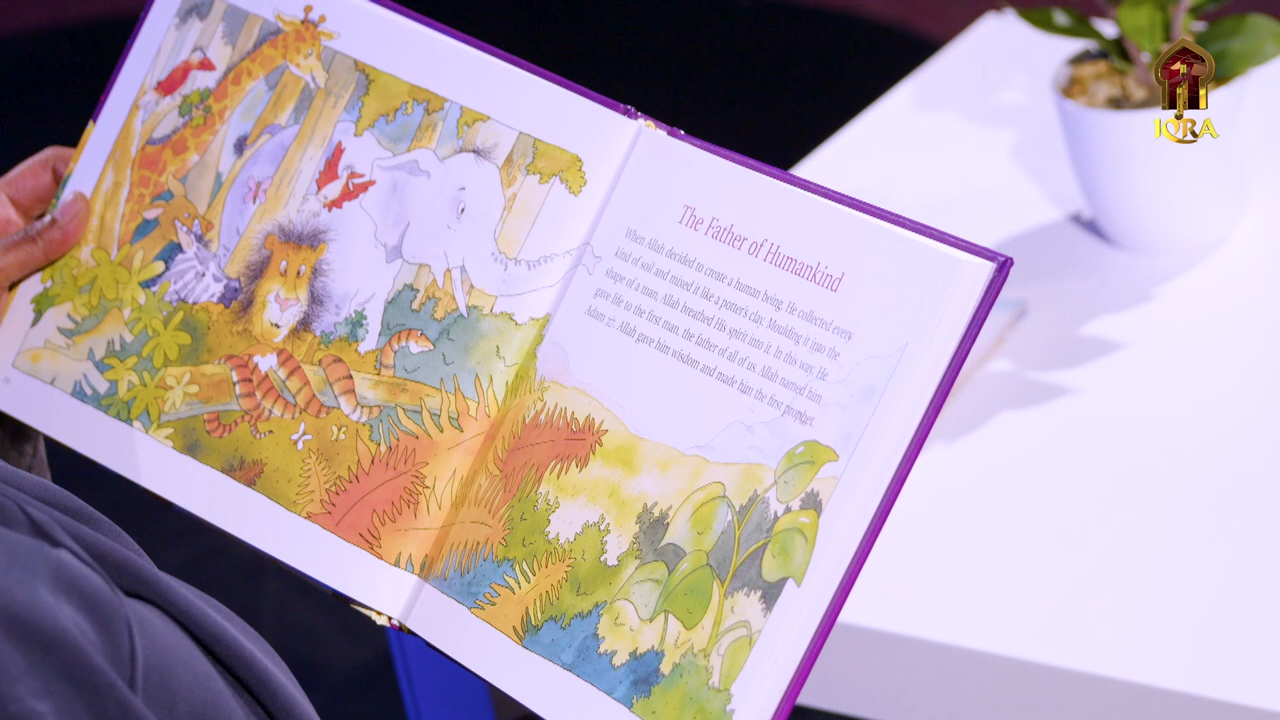 IQRA
The Father of Humankind
When Allah decided to create a human being, He collected every
kind of soil and mixed it like a potter's clay. Moulding it into the
shape of a man, Allah breathed His spirit into it. In this way, He
gave life to the first man, the father of all of us. Allah named him
Adam ﷺ. Allah gave him wisdom and made him the first prophet.